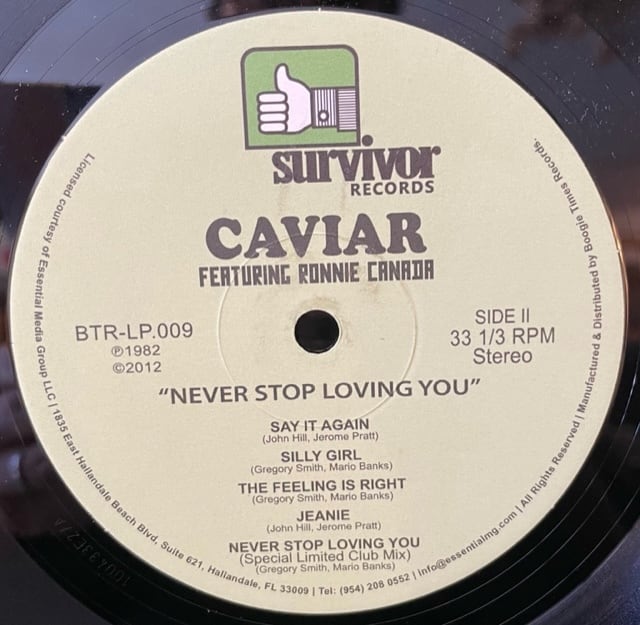 survivor
RECORDS
CAVIAR
FEATURING RONNIE CANADA
BTR-LP.009
℗1982
©2012
SIDE II
33 1/3 RPM
Stereo
“NEVER STOP LOVING YOU”
SAY IT AGAIN
(John Hill, Jerome Pratt)
SILLY GIRL
(Gregory Smith, Mario Banks)
THE FEELING IS RIGHT
(Gregory Smith, Mario Banks)
JEANIE
(John Hill, Jerome Pratt)
NEVER STOP LOVING YOU
(Special Limited Club Mix)
(Gregory Smith, Mario Banks)
Licensed courtesy of Essential Media Group LLC | 1835 East Hallandale Beach Blvd. Suite 621, Hallandale, FL 33009 | Tel: (954) 208 0552 | info@essentialmg.com | All Rights Reserved | Manufactured & Distributed by Boogie Times Records.